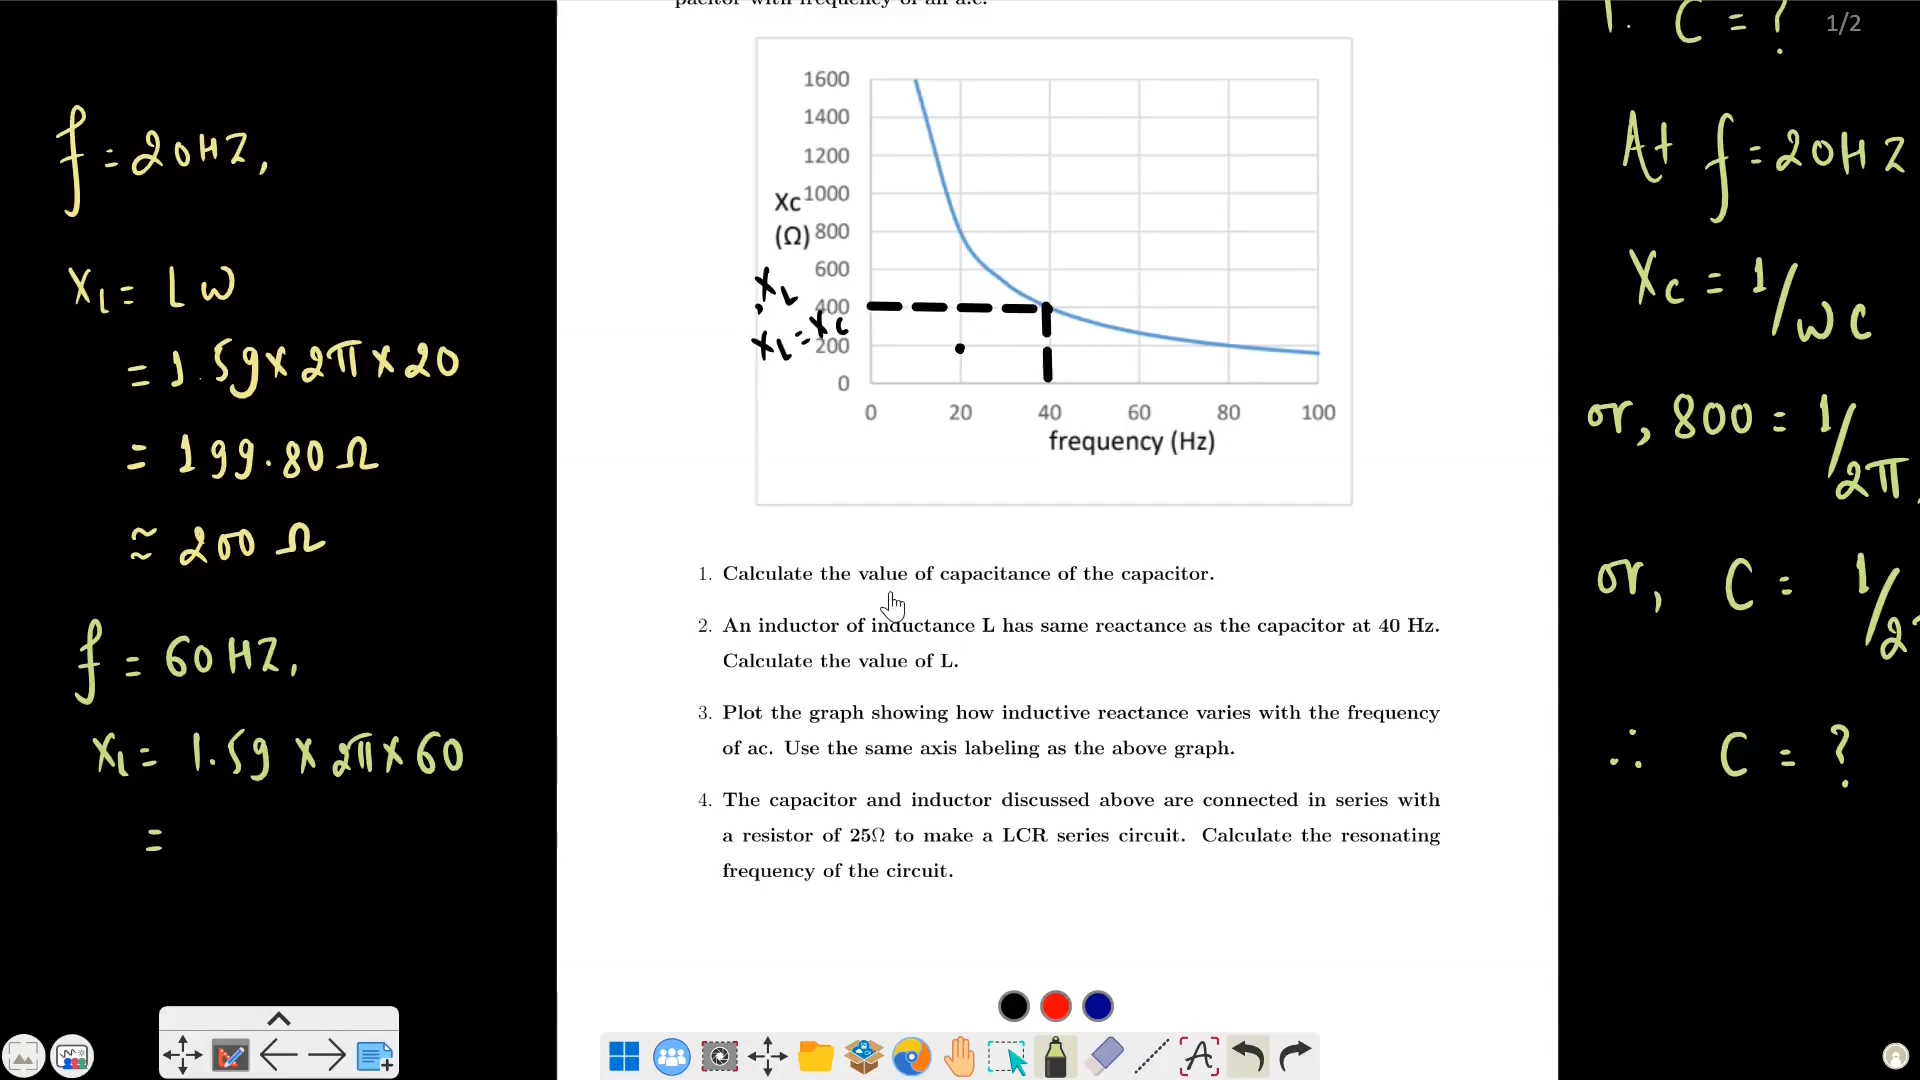 f = 20HZ,
XL = LW
= 1.59 x 2π x 20
= 199.80 Ω
≈ 200 Ω
f = 60HZ,
XL = 1.59 x 2π x 60
=
1600
1400
1200
1000
Xc
(Ω)
800
600
XL
400
XL = Xc
200
0
0 20 40 60 80 100
frequency (Hz)
1. Calculate the value of capacitance of the capacitor.
2. An inductor of inductance L has same reactance as the capacitor at 40 Hz.
Calculate the value of L.
3. Plot the graph showing how inductive reactance varies with the frequency
of ac. Use the same axis labeling as the above graph.
4. The capacitor and inductor discussed above are connected in series with
a resistor of 25Ω to make a LCR series circuit. Calculate the resonating
frequency of the circuit.
1. C = ?
1/2
At f = 20HZ
Xc = 1/wc
or, 800 = 1/2π
or, C = 1/2
∴ C = ?